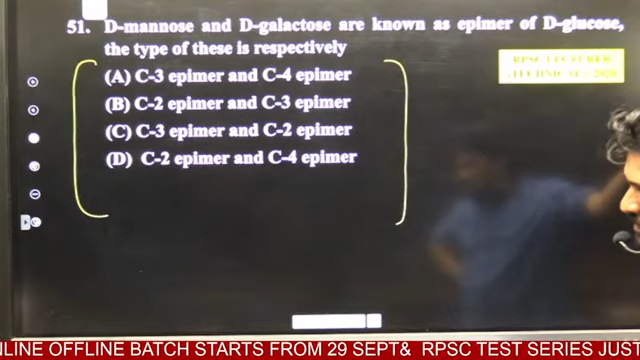 51. D-mannose and D-galactose are known as epimer of D-glucose,
the type of these is respectively
RPSC LECTURER
(TECHNICAL) 2020
(A) C-3 epimer and C-4 epimer
(B) C-2 epimer and C-3 epimer
(C) C-3 epimer and C-2 epimer
(D) C-2 epimer and C-4 epimer
NLINE OFFLINE BATCH STARTS FROM 29 SEPT& RPSC TEST SERIES JUST